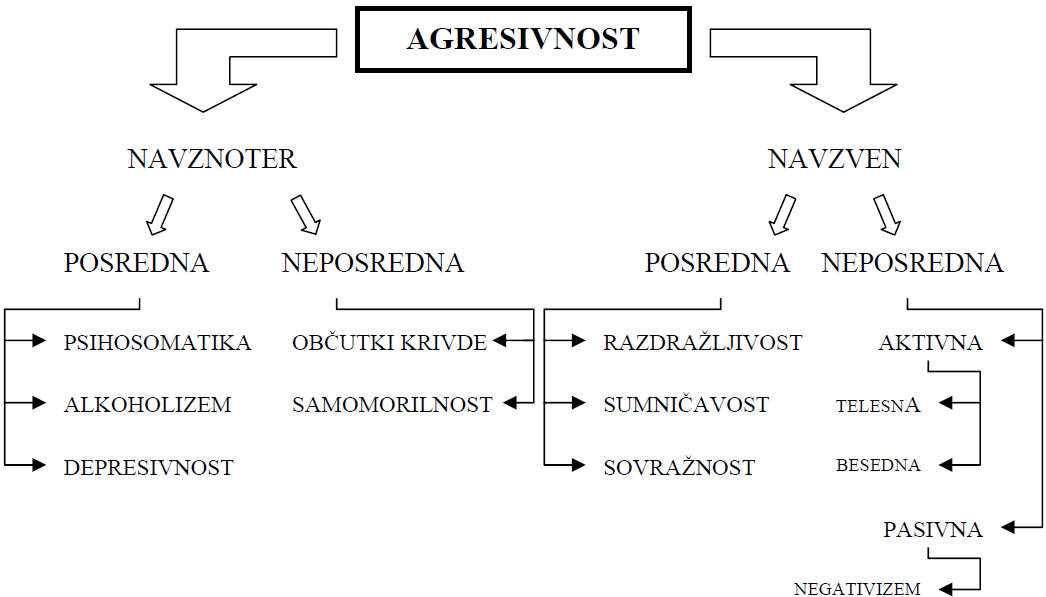 AGRESIVNOST
NAVZNOTER
NAVZVEN
POSREDNA
NEPOSREDNA
POSREDNA
NEPOSREDNA
PSIHOSOMATIKA
OBČUTKI KRIVDE
RAZDRAŽLJIVOST
AKTIVNA
ALKOHOLIZEM
SAMOMORILNOST
SUMNIČAVOST
TELESNA
DEPRESIVNOST
SOVRAŽNOST
BESEDNA
PASIVNA
NEGATIVIZEM